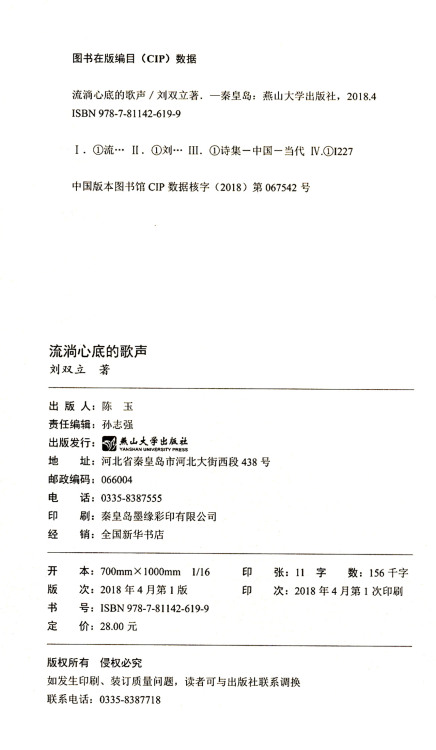 图书在版编目（CIP）数据
流淌心底的歌声 / 刘双立著. —秦皇岛：燕山大学出版社，2018.4
ISBN 978-7-81142-619-9
Ⅰ. ①流… Ⅱ. ①刘… Ⅲ. ①诗集－中国－当代 Ⅳ.①I227
中国版本图书馆 CIP 数据核字（2018）第 067542 号
流淌心底的歌声
刘双立 著
出 版 人：陈 玉
责任编辑：孙志强
出版发行：燕山大学出版社
YANSHAN UNIVERSITY PRESS
地 址：河北省秦皇岛市河北大街西段 438 号
邮政编码：066004
电 话：0335-8387555
印 刷：秦皇岛墨缘彩印有限公司
经 销：全国新华书店
开 本：700mm×1000mm 1/16 印 张：11 字 数：156 千字
版 次：2018 年 4 月第 1 版 印 次：2018 年 4 月第 1 次印刷
书 号：ISBN 978-7-81142-619-9
定 价：28.00 元
版权所有 侵权必究
如发生印刷、装订质量问题，读者可与出版社联系调换
联系电话：0335-8387718